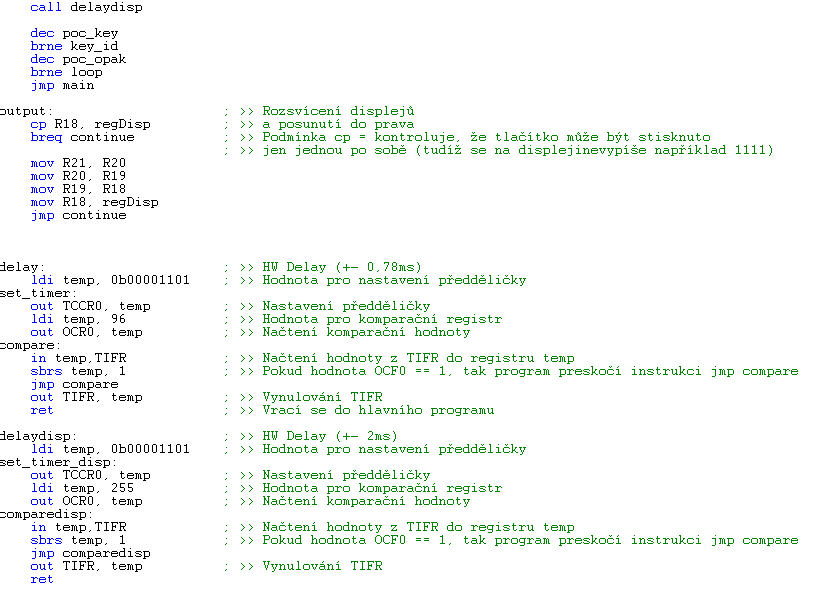 call delaydisp
dec poc_key
brne key_id
dec poc_opak
brne loop
jmp main
output: ; >> Rozsvícení displejů
cp R18, regDisp ; >> a posunutí do prava
breq continue ; >> Podmínka cp = kontroluje, že tlačítko může být stisknuto
; >> jen jednou po sobě (tudíž se na displejinevypíše například 1111)
mov R21, R20
mov R20, R19
mov R19, R18
mov R18, regDisp
jmp continue
delay: ; >> HW Delay (+- 0,78ms)
ldi temp, 0b00001101 ; >> Hodnota pro nastavení předděličky
set_timer:
out TCCR0, temp ; >> Nastavení předděličky
ldi temp, 96 ; >> Hodnota pro komparační registr
out OCR0, temp ; >> Načtení komparační hodnoty
compare:
in temp,TIFR ; >> Načtení hodnoty z TIFR do registru temp
sbrs temp, 1 ; >> Pokud hodnota OCF0 == 1, tak program preskočí instrukci jmp compare
jmp compare
out TIFR, temp ; >> Vynulování TIFR
ret ; >> Vrací se do hlavního programu
delaydisp: ; >> HW Delay (+- 2ms)
ldi temp, 0b00001101 ; >> Hodnota pro nastavení předděličky
set_timer_disp:
out TCCR0, temp ; >> Nastavení předděličky
ldi temp, 255 ; >> Hodnota pro komparační registr
out OCR0, temp ; >> Načtení komparační hodnoty
comparedisp:
in temp,TIFR ; >> Načtení hodnoty z TIFR do registru temp
sbrs temp, 1 ; >> Pokud hodnota OCF0 == 1, tak program preskočí instrukci jmp compare
jmp comparedisp
out TIFR, temp ; >> Vynulování TIFR
ret